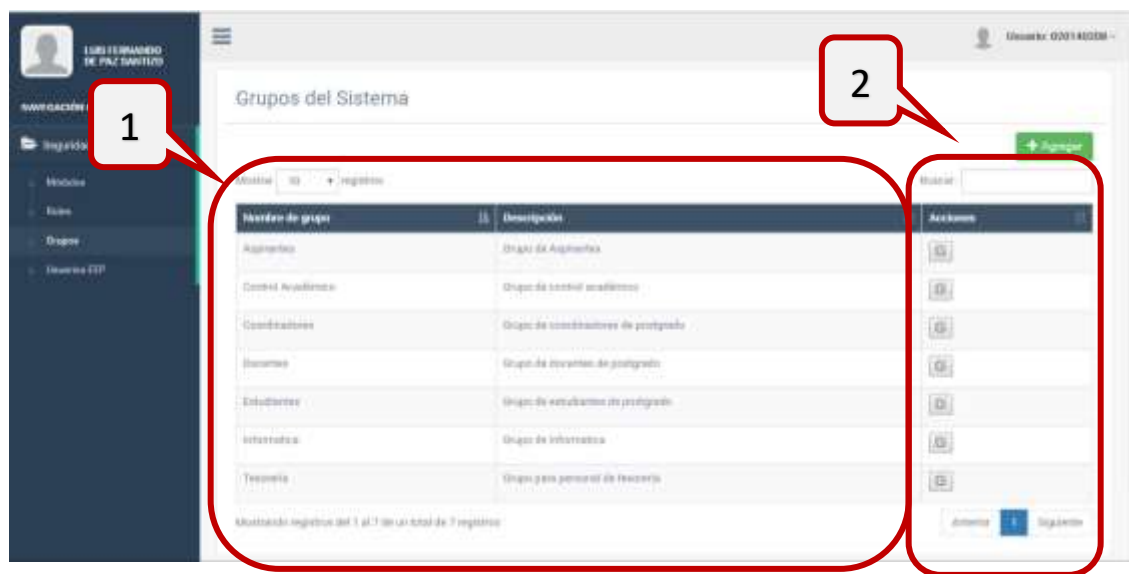 LUIS FERNANDO
DE PAZ SANTIZO
Usuario:
NAVEGACIÓN
1
2
Grupos del Sistema
Seguridad
Agregar
Módulos
Roles
Grupos
Usuarios EEP
Mostrar 10 registros
Buscar:
Nombre de grupo Descripción Acciones
Aspirantes Grupo de Aspirantes
Control Académico Grupo de control académico
Coordinadores Grupo de coordinadores de postgrado
Docentes Grupo de docentes de postgrado
Estudiantes Grupo de estudiantes de postgrado
Informatica Grupo de informatica
Tesorería Grupo para personal de tesorería
Mostrando registros del 1 al 7 de un total de 7 registros
Anterior 1 Siguiente